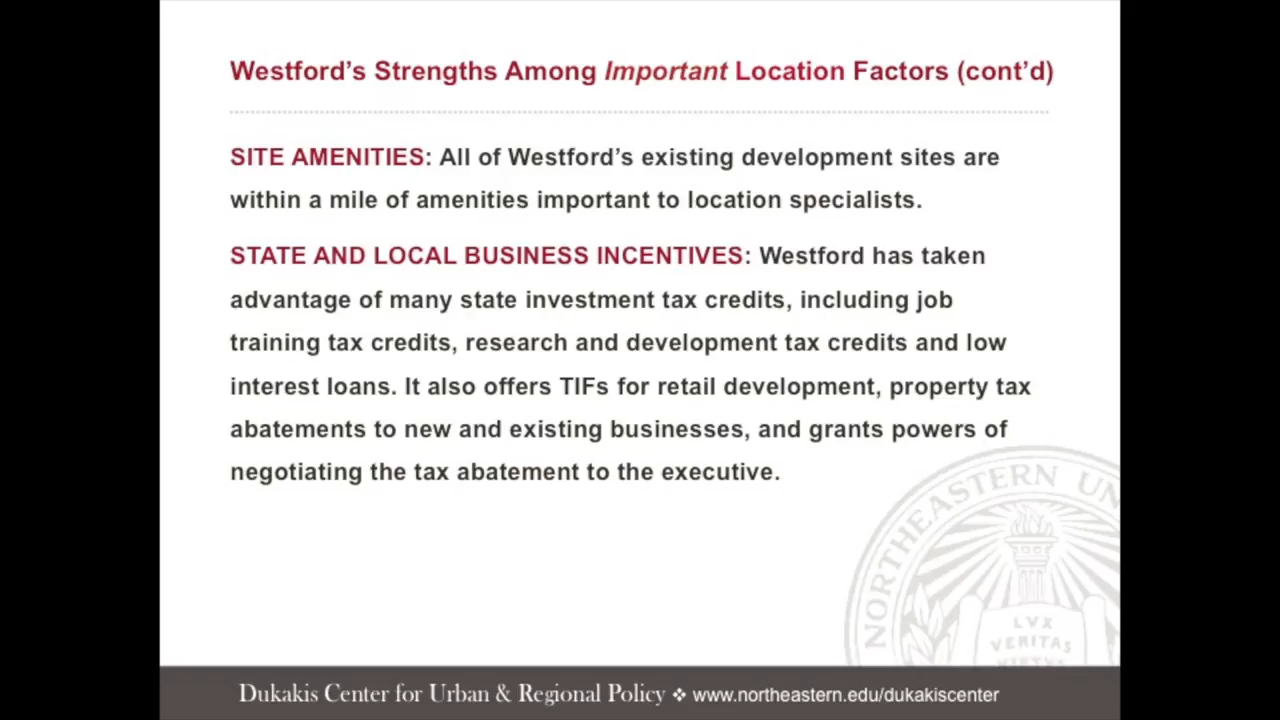 Westford’s Strengths Among Important Location Factors (cont’d)
SITE AMENITIES: All of Westford’s existing development sites are
within a mile of amenities important to location specialists.
STATE AND LOCAL BUSINESS INCENTIVES: Westford has taken
advantage of many state investment tax credits, including job
training tax credits, research and development tax credits and low
interest loans. It also offers TIFs for retail development, property tax
abatements to new and existing businesses, and grants powers of
negotiating the tax abatement to the executive.
NORTHEASTERN UN
LVX
VERITAS
VIRTVS
Dukakis Center for Urban & Regional Policy ❖ www.northeastern.edu/dukakiscenter